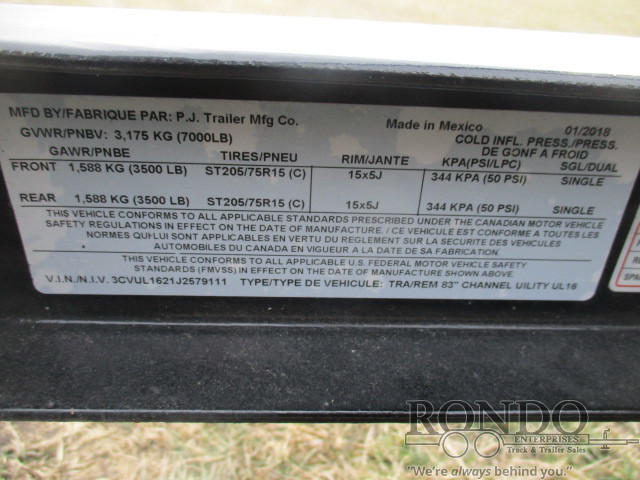 MFD BY/FABRIQUE PAR: P.J. Trailer Mfg Co. Made in Mexico 01/2018
GVWR/PNBV: 3,175 KG (7000LB) COLD INFL. PRESS./PRESS.
DE GONF A FROID
GAWR/PNBE TIRES/PNEU RIM/JANTE KPA(PSI/LPC) SGL/DUAL
FRONT 1,588 KG (3500 LB) ST205/75R15 (C) 15x5J 344 KPA (50 PSI) SINGLE
REAR 1,588 KG (3500 LB) ST205/75R15 (C) 15x5J 344 KPA (50 PSI) SINGLE
THIS VEHICLE CONFORMS TO ALL APPLICABLE STANDARDS PRESCRIBED UNDER THE CANADIAN MOTOR VEHICLE
SAFETY REGULATIONS IN EFFECT ON THE DATE OF MANUFACTURE. / CE VEHICULE EST CONFORME A TOUTES LES
NORMES QUI LUI SONT APPLICABLES EN VERTU DU REGLEMENT SUR LA SECURITE DES VEHICULES
AUTOMOBILES DU CANADA EN VIGUEUR A LA DATE DE SA FABRICATION.
THIS VEHICLE CONFORMS TO ALL APPLICABLE U.S. FEDERAL MOTOR VEHICLE SAFETY
STANDARDS (FMVSS) IN EFFECT ON THE DATE OF MANUFACTURE SHOWN ABOVE.
V.I.N./N.I.V. 3CVUL1621J2579111 TYPE/TYPE DE VEHICULE: TRA/REM 83" CHANNEL UILITY UL16
RONDO
ENTERPRISES
Truck & Trailer Sales
"We're always behind you."